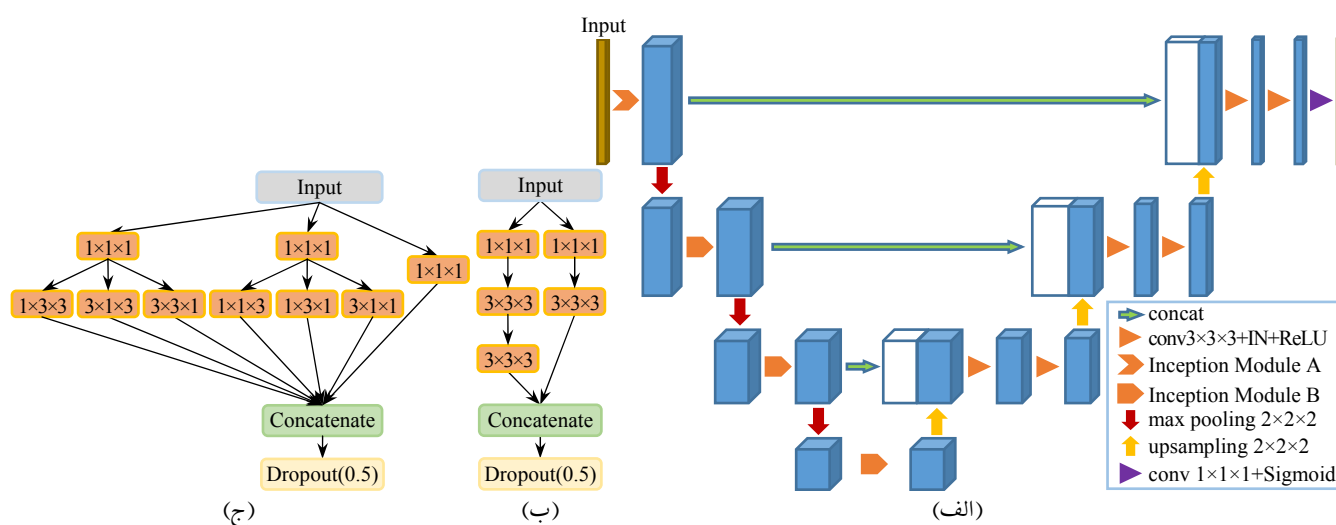 Input
Input
1×1×1
1×1×1
1×1×1
1×3×3
3×1×3
3×3×1
1×1×3
1×3×1
3×1×1
Concatenate
Dropout(0.5)
(ج)
Input
1×1×1
1×1×1
3×3×3
3×3×3
3×3×3
Concatenate
Dropout(0.5)
(ب)
concat
conv3×3×3+IN+ReLU
Inception Module A
Inception Module B
max pooling 2×2×2
upsampling 2×2×2
conv 1×1×1+Sigmoid
(الف)